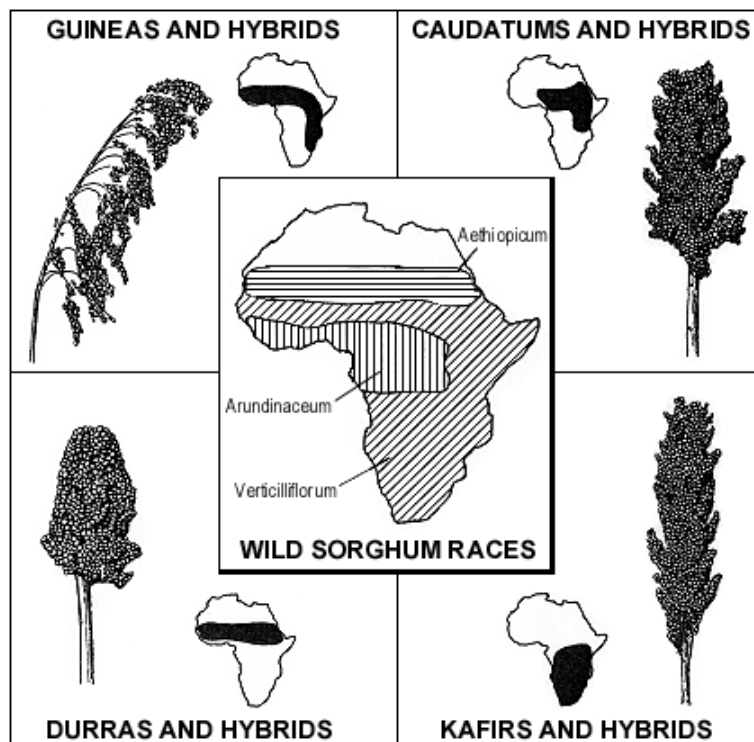 GUINEAS AND HYBRIDS
CAUDATUMS AND HYBRIDS
Aethiopicum
Arundinaceum
Verticilliflorum
WILD SORGHUM RACES
DURRAS AND HYBRIDS
KAFIRS AND HYBRIDS